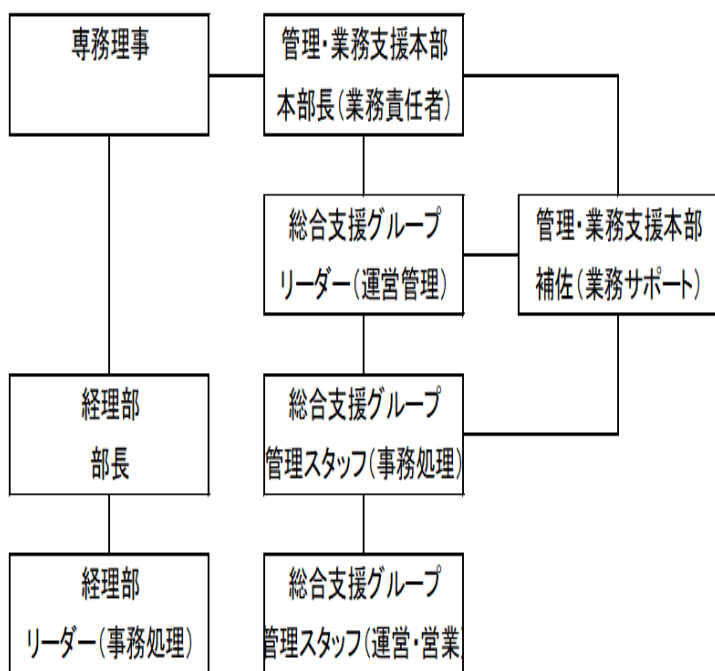 専務理事
管理・業務支援本部
本部長(業務責任者)
総合支援グループ
リーダー(運営管理)
管理・業務支援本部
補佐(業務サポート)
経理部
部長
総合支援グループ
管理スタッフ(事務処理)
経理部
リーダー(事務処理)
総合支援グループ
管理スタッフ(運営・営業)